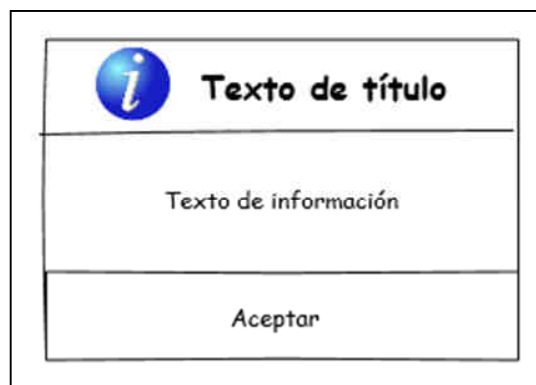 i
Texto de título
Texto de información
Aceptar